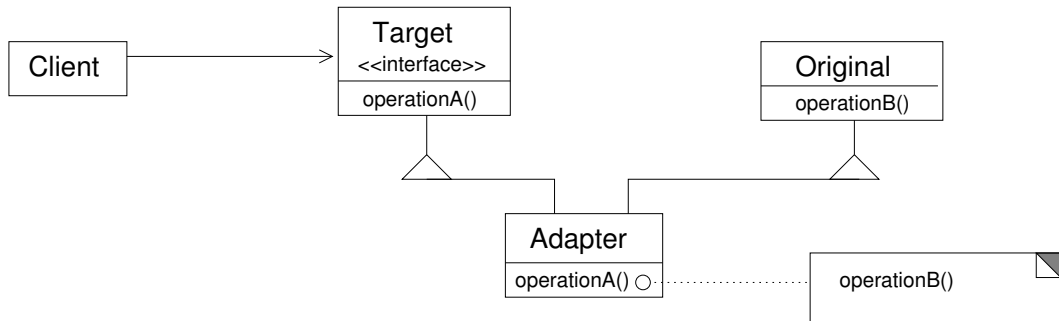 Client
Target
<<interface>>
operationA()
Original
operationB()
Adapter
operationA()
operationB()